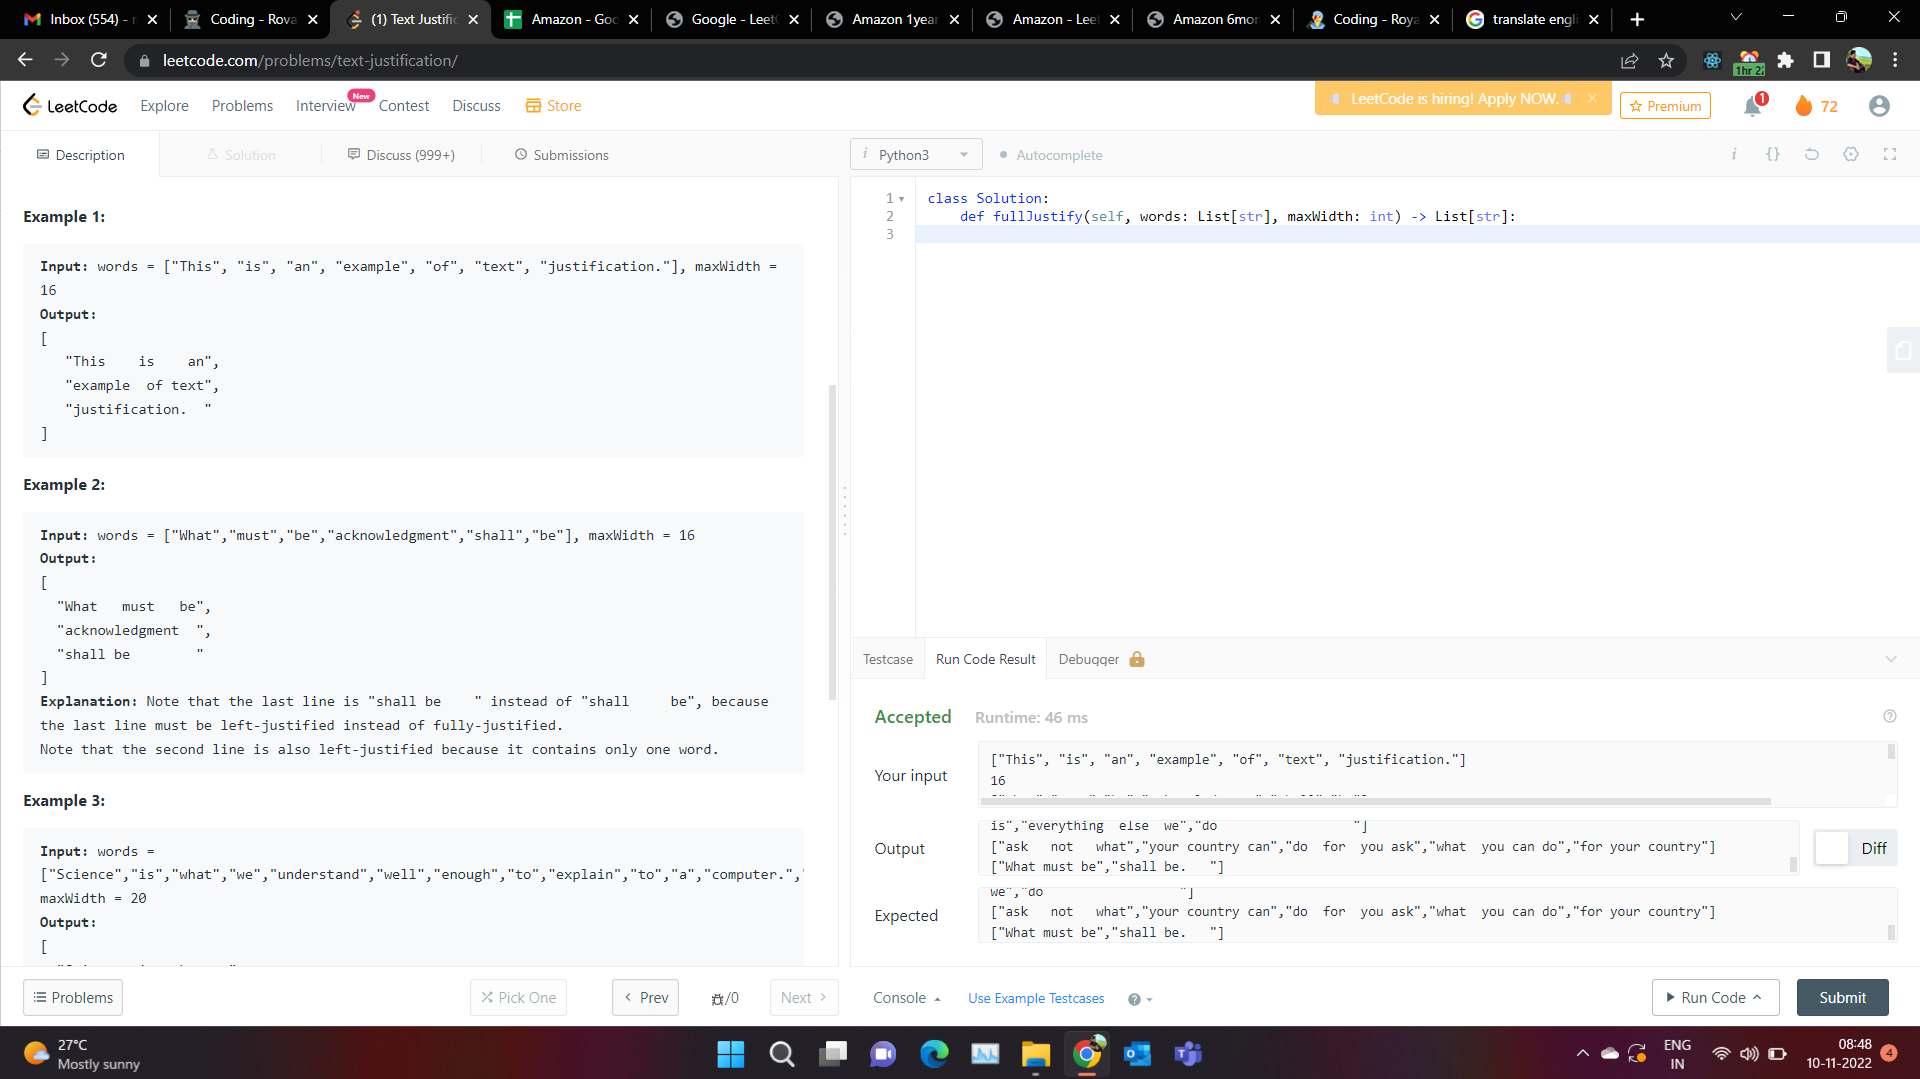 Inbox (554) - r
Coding - Rova
(1) Text Justific
Amazon - Goo
Google - LeetC
Amazon 1year
Amazon - Leet
Amazon 6mon
Coding - Roya
translate engli
leetcode.com/problems/text-justification/
1hr 2
LeetCode Explore Problems Interview New Contest Discuss Store
LeetCode is hiring! Apply NOW.
Premium 1 72
Description Solution Discuss (999+) Submissions
Python3 Autocomplete
Example 1:
Input: words = ["This", "is", "an", "example", "of", "text", "justification."], maxWidth =
16
Output:
[
"This    is    an",
"example  of text",
"justification.  "
]
Example 2:
Input: words = ["What","must","be","acknowledgment","shall","be"], maxWidth = 16
Output:
[
"What   must   be",
"acknowledgment  ",
"shall be        "
]
Explanation: Note that the last line is "shall be    " instead of "shall     be", because
the last line must be left-justified instead of fully-justified.
Note that the second line is also left-justified because it contains only one word.
Example 3:
Input: words =
["Science","is","what","we","understand","well","enough","to","explain","to","a","computer.",
maxWidth = 20
Output:
[
1 class Solution:
2     def fullJustify(self, words: List[str], maxWidth: int) -> List[str]:
3
Testcase Run Code Result Debugger
Accepted Runtime: 46 ms
Your input
["This", "is", "an", "example", "of", "text", "justification."]
16
Output
is","everything  else  we","do                  "]
["ask   not   what","your country can","do  for  you ask","what  you can do","for your country"]
["What must be","shall be.   "]
Diff
Expected
we","do                  "]
["ask   not   what","your country can","do  for  you ask","what  you can do","for your country"]
["What must be","shall be.   "]
Problems Pick One Prev /0 Next
Console Use Example Testcases Run Code Submit
27°C
Mostly sunny
ENG
IN
08:48
10-11-2022
4